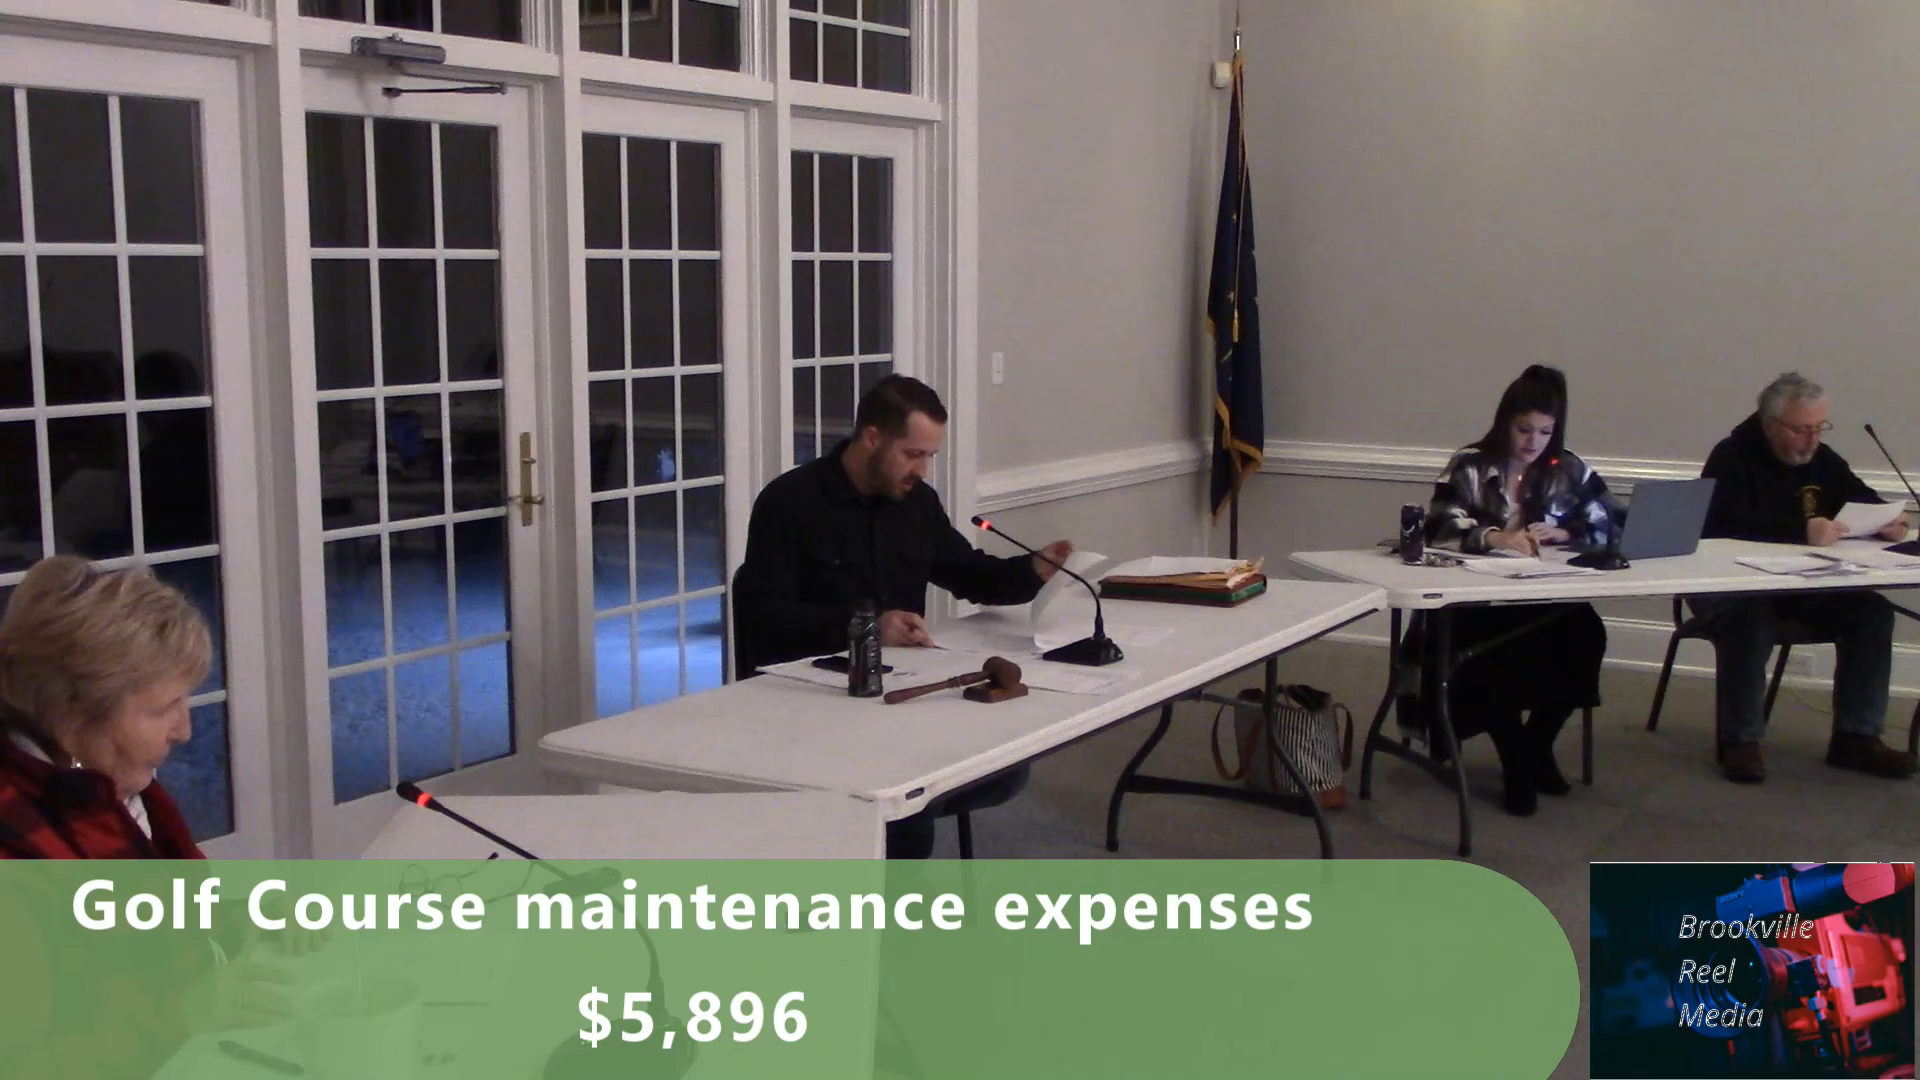 Golf Course maintenance expenses
$5,896
Brookville
Reel
Media